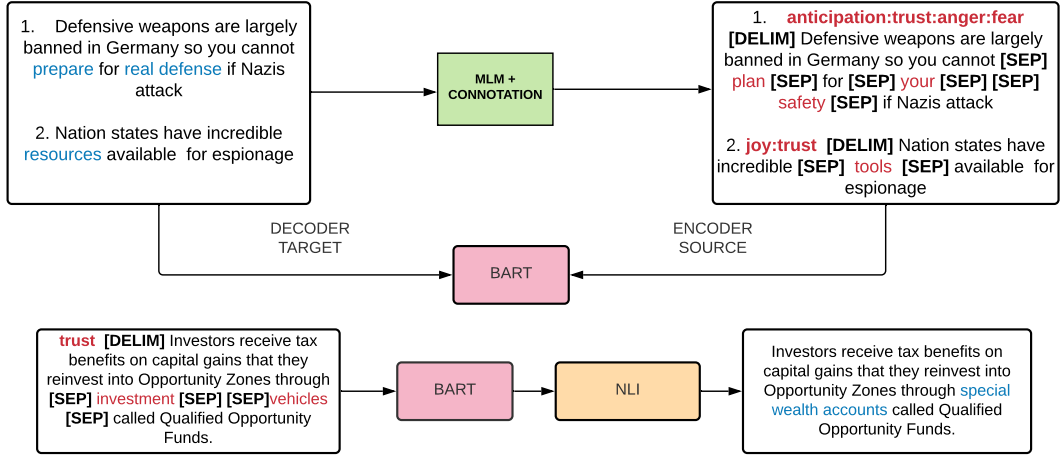 1. Defensive weapons are largely
banned in Germany so you cannot
prepare for real defense if Nazis
attack
2. Nation states have incredible
resources available for espionage
MLM +
CONNOTATION
1. anticipation:trust:anger:fear
[DELIM] Defensive weapons are largely
banned in Germany so you cannot [SEP]
plan [SEP] for [SEP] your [SEP] [SEP]
safety [SEP] if Nazis attack
2. joy:trust [DELIM] Nation states have
incredible [SEP] tools [SEP] available for
espionage
DECODER
TARGET
ENCODER
SOURCE
BART
trust [DELIM] Investors receive tax
benefits on capital gains that they
reinvest into Opportunity Zones through
[SEP] investment [SEP] [SEP]vehicles
[SEP] called Qualified Opportunity
Funds.
BART
NLI
Investors receive tax benefits on
capital gains that they reinvest into
Opportunity Zones through special
wealth accounts called Qualified
Opportunity Funds.